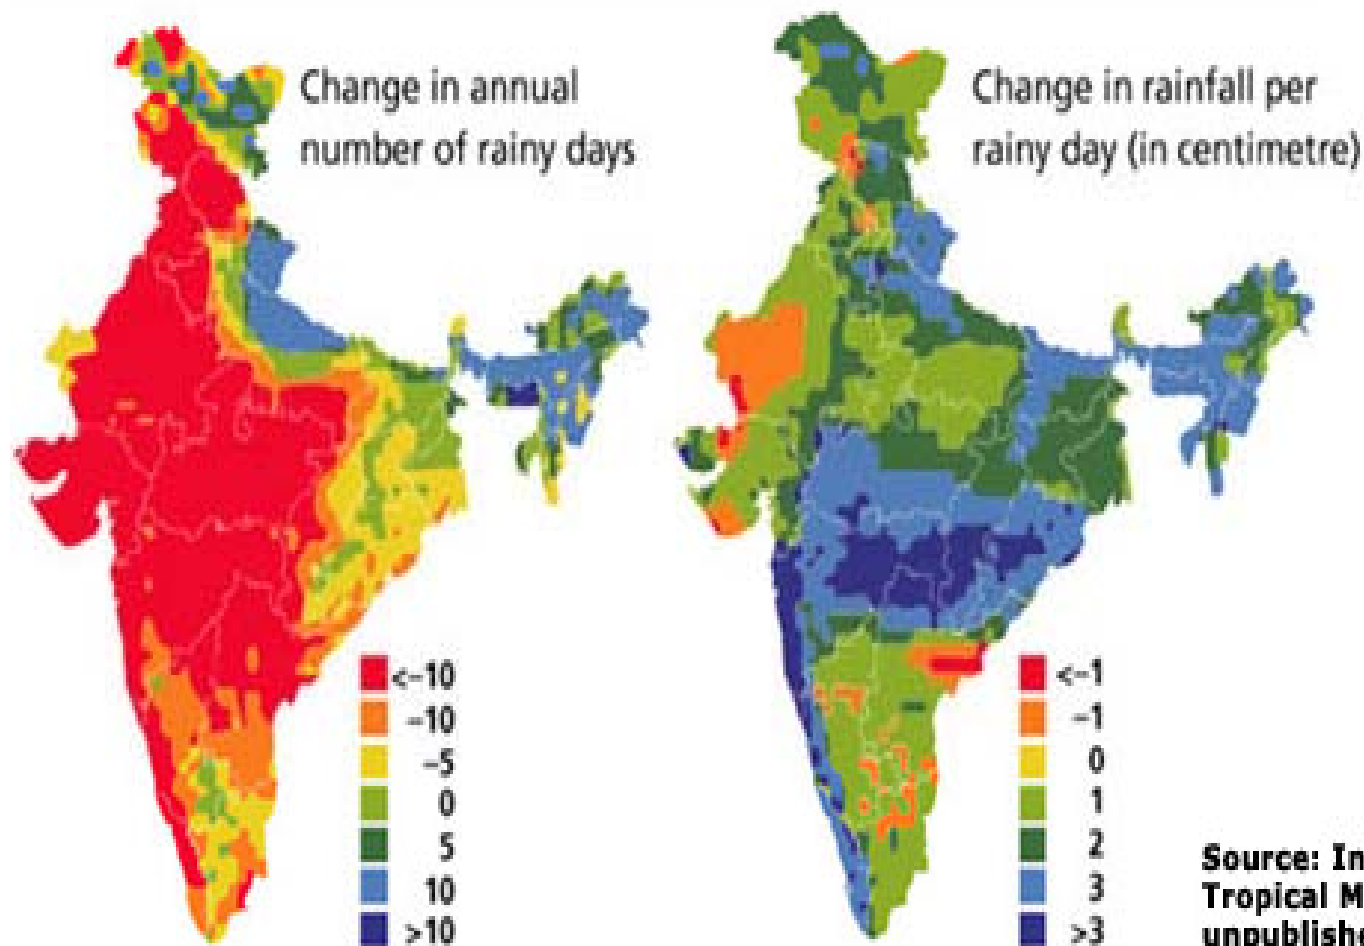 Change in annual
number of rainy days
<-10
-10
-5
0
5
10
>10
Change in rainfall per
rainy day (in centimetre)
<-1
-1
0
1
2
3
>3
Source: In
Tropical M
unpublishe